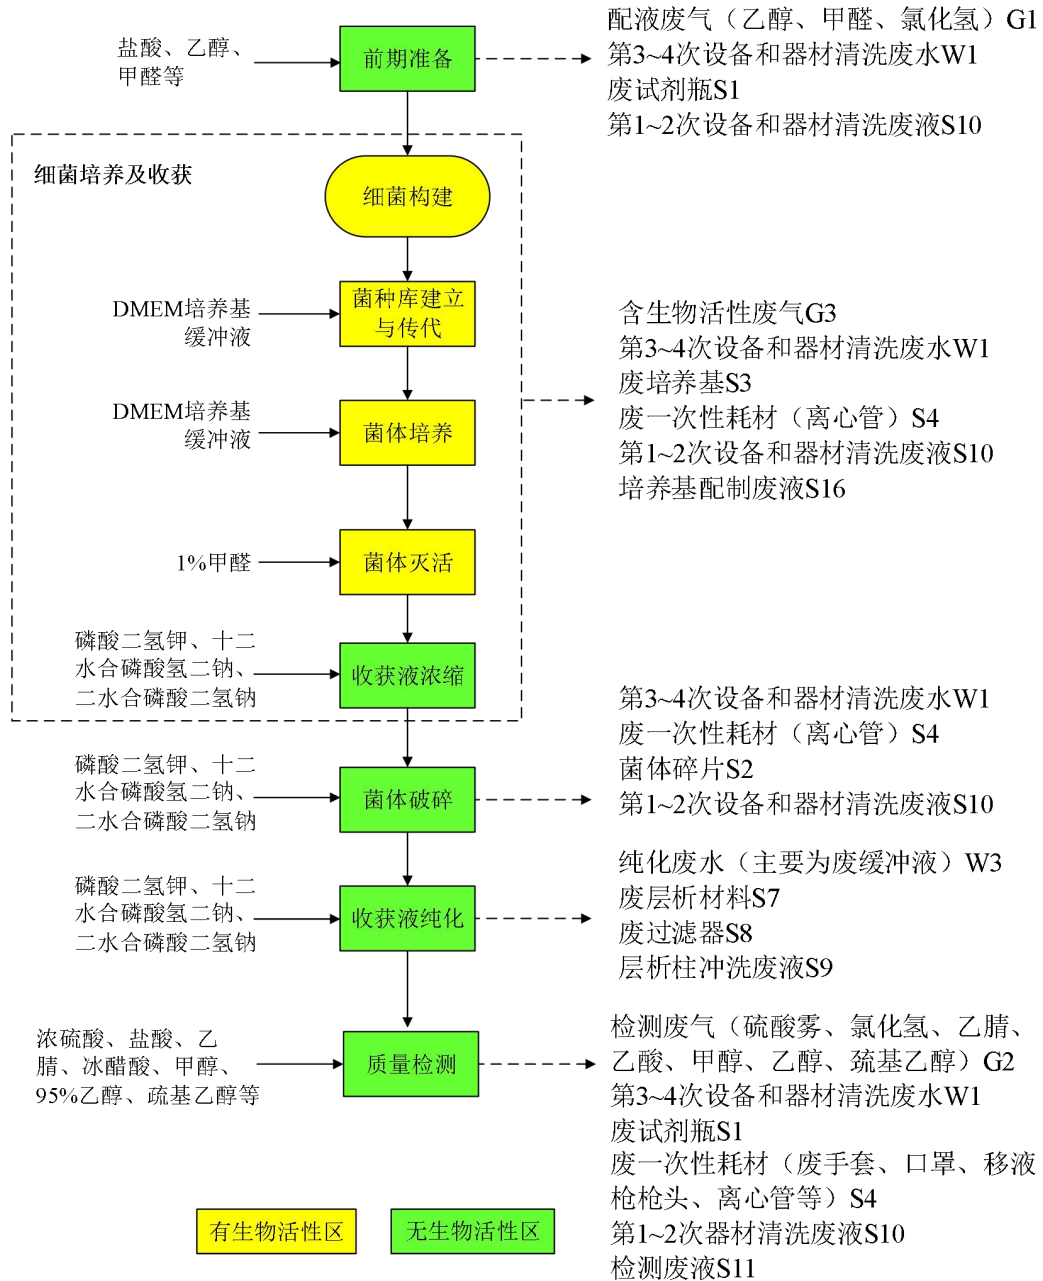 盐酸、乙醇、
甲醛等
前期准备
配液废气（乙醇、甲醛、氯化氢）G1
第3~4次设备和器材清洗废水W1
废试剂瓶S1
第1~2次设备和器材清洗废液S10
细菌培养及收获
细菌构建
DMEM培养基
缓冲液
菌种库建立
与传代
DMEM培养基
缓冲液
菌体培养
1%甲醛
菌体灭活
磷酸二氢钾、十二
水合磷酸氢二钠、
二水合磷酸二氢钠
收获液浓缩
含生物活性废气G3
第3~4次设备和器材清洗废水W1
废培养基S3
废一次性耗材（离心管）S4
第1~2次设备和器材清洗废液S10
培养基配制废液S16
磷酸二氢钾、十二
水合磷酸氢二钠、
二水合磷酸二氢钠
菌体破碎
第3~4次设备和器材清洗废水W1
废一次性耗材（离心管）S4
菌体碎片S2
第1~2次设备和器材清洗废液S10
磷酸二氢钾、十二
水合磷酸氢二钠、
二水合磷酸二氢钠
收获液纯化
纯化废水（主要为废缓冲液）W3
废层析材料S7
废过滤器S8
层析柱冲洗废液S9
浓硫酸、盐酸、乙
腈、冰醋酸、甲醇、
95%乙醇、巯基乙醇等
质量检测
检测废气（硫酸雾、氯化氢、乙腈、
乙酸、甲醇、乙醇、巯基乙醇）G2
第3~4次设备和器材清洗废水W1
废试剂瓶S1
废一次性耗材（废手套、口罩、移液
枪枪头、离心管等）S4
第1~2次器材清洗废液S10
检测废液S11
有生物活性区
无生物活性区